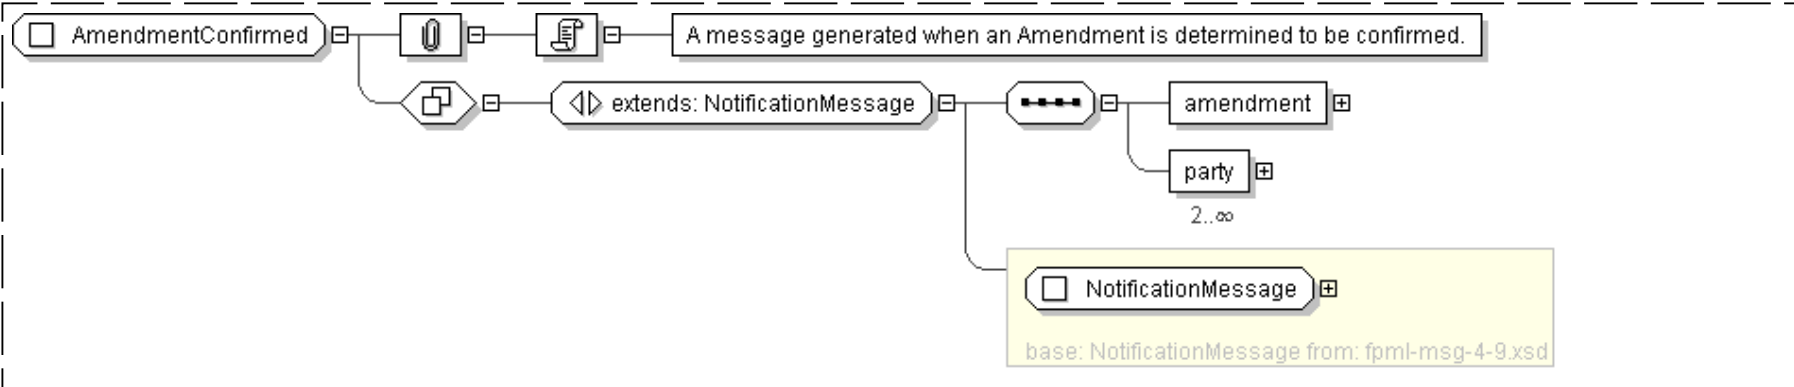 AmendmentConfirmed
A message generated when an Amendment is determined to be confirmed.
extends: NotificationMessage
amendment
party
2..∞
NotificationMessage
base: NotificationMessage from: fpml-msg-4-9.xsd